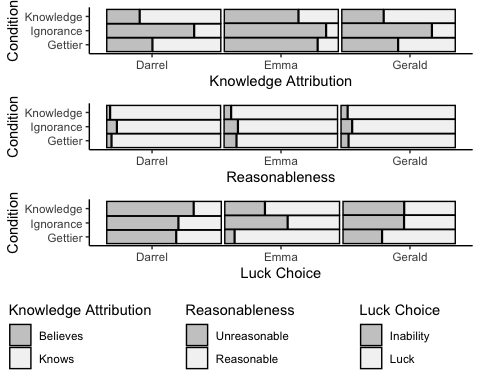 Condition
Knowledge
Ignorance
Gettier
Darrel Emma Gerald
Knowledge Attribution
Condition
Knowledge
Ignorance
Gettier
Darrel Emma Gerald
Reasonableness
Condition
Knowledge
Ignorance
Gettier
Darrel Emma Gerald
Luck Choice
Knowledge Attribution Reasonableness Luck Choice
Believes Unreasonable Inability
Knows Reasonable Luck